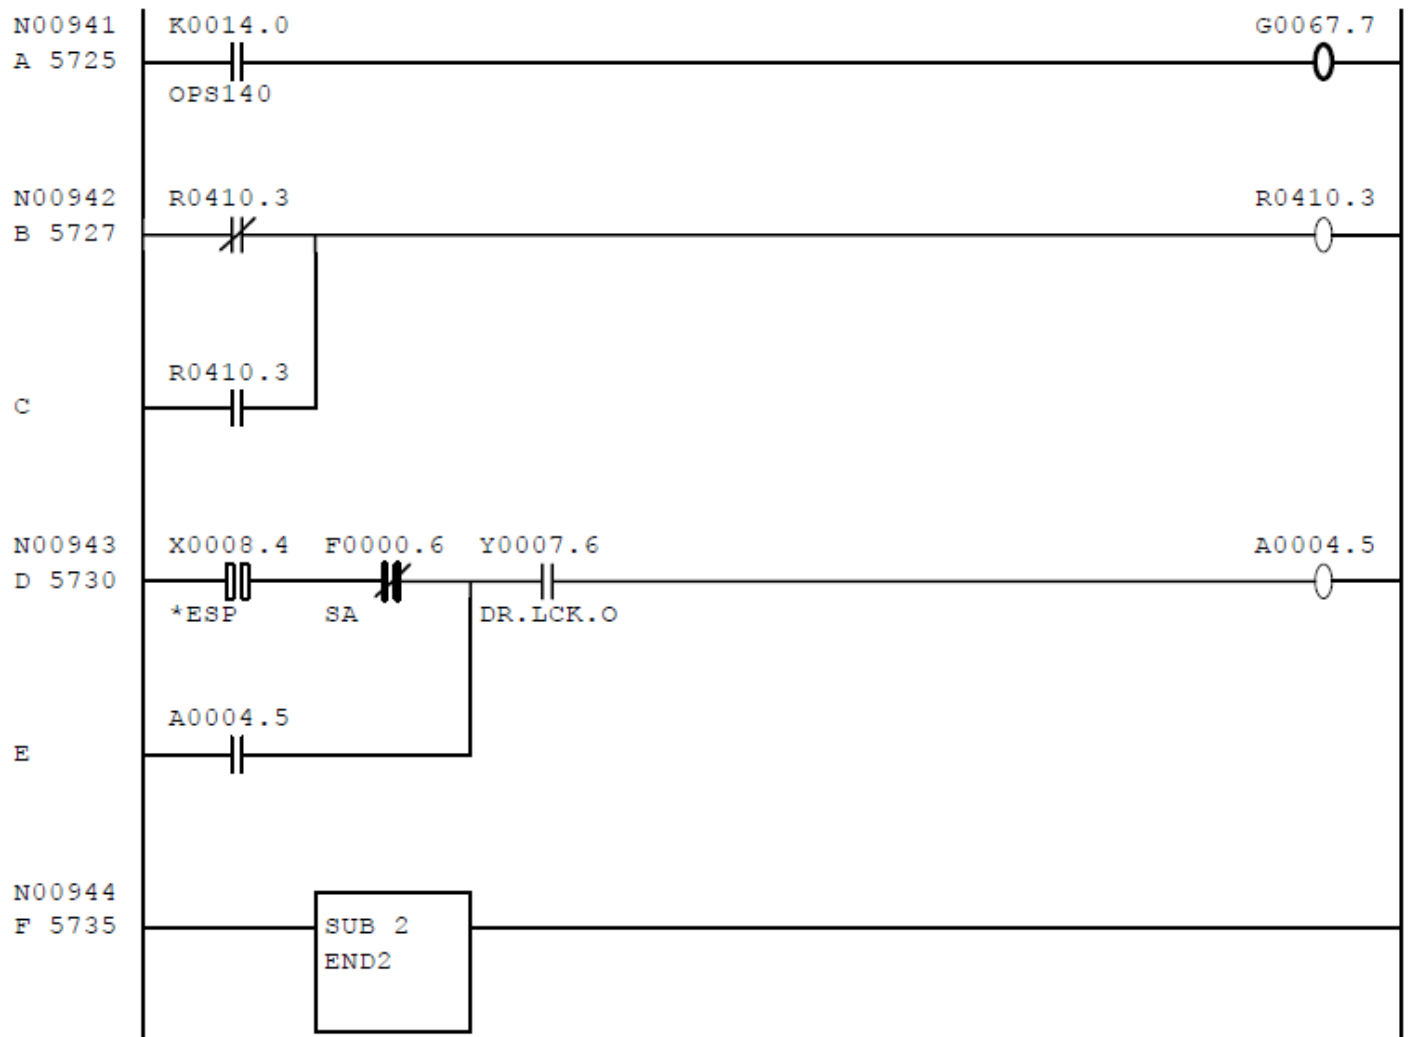 N00941 K0014.0 G0067.7
A 5725
OPS140
N00942 R0410.3 R0410.3
B 5727
R0410.3
C
N00943 X0008.4 F0000.6 Y0007.6 A0004.5
D 5730
*ESP SA DR.LCK.O
A0004.5
E
N00944
F 5735 SUB 2
END2